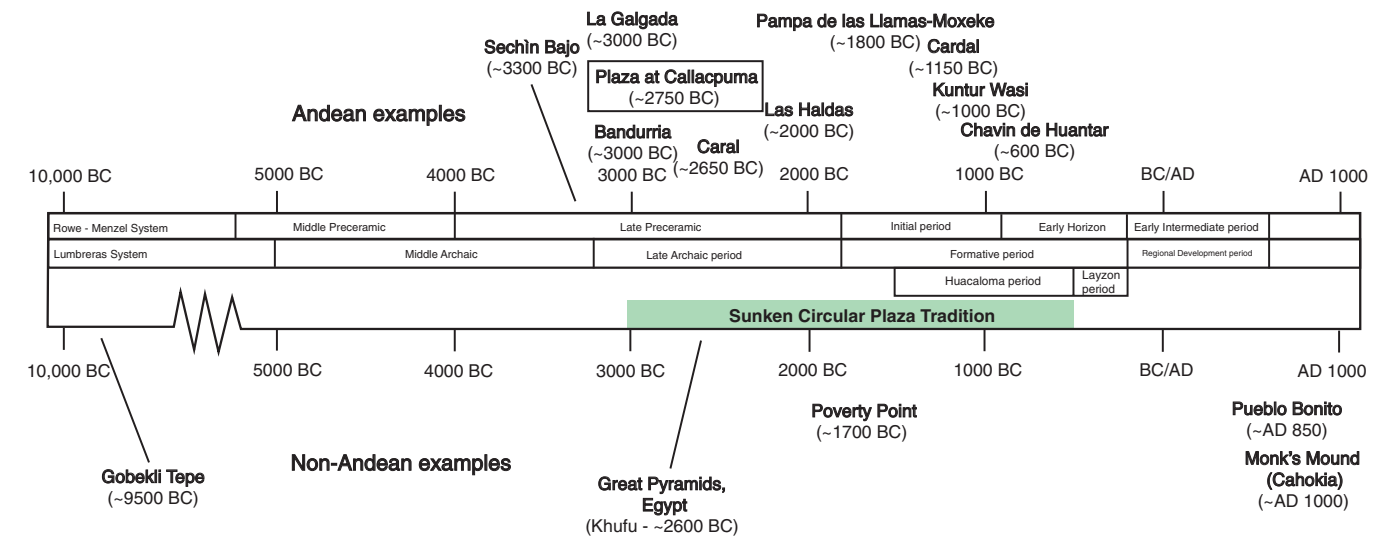 La Galgada
(~3000 BC)
Pampa de las Llamas-Moxeke
(~1800 BC)
Sechìn Bajo
(~3300 BC)
Cardal
(~1150 BC)
Plaza at Callacpuma
(~2750 BC)
Kuntur Wasi
(~1000 BC)
Andean examples
Las Haldas
(~2000 BC)
Bandurria
(~3000 BC)
Caral
(~2650 BC)
Chavin de Huantar
(~600 BC)
10,000 BC 5000 BC 4000 BC 3000 BC 2000 BC 1000 BC BC/AD AD 1000
Rowe - Menzel System Middle Preceramic Late Preceramic Initial period Early Horizon Early Intermediate period
Lumbreras System Middle Archaic Late Archaic period Formative period Regional Development period
Huacaloma period
Layzon
period
Sunken Circular Plaza Tradition
10,000 BC 5000 BC 4000 BC 3000 BC 2000 BC 1000 BC BC/AD AD 1000
Poverty Point
(~1700 BC)
Pueblo Bonito
(~AD 850)
Non-Andean examples
Gobekli Tepe
(~9500 BC)
Great Pyramids,
Egypt
(Khufu - ~2600 BC)
Monk's Mound
(Cahokia)
(~AD 1000)